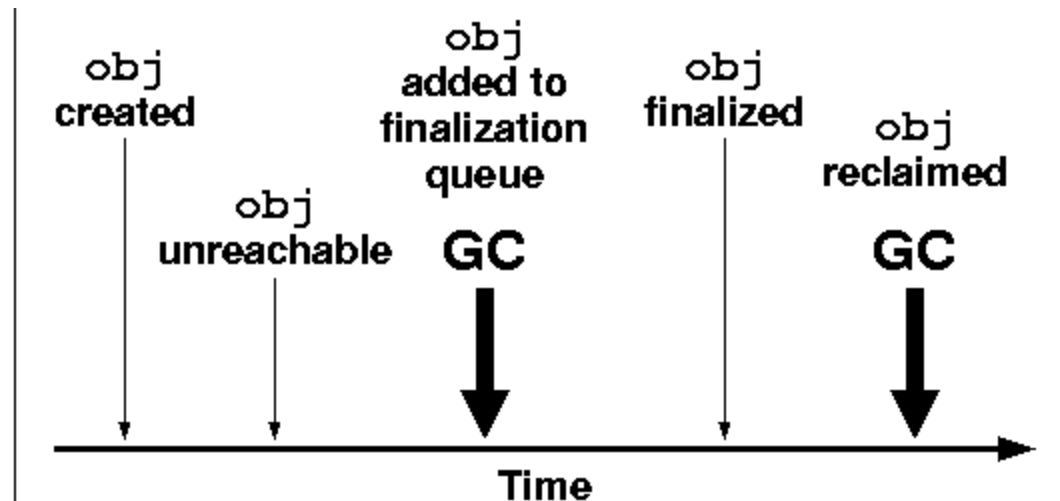 obj
created
obj
unreachable
obj
added to
finalization
queue
GC
obj
finalized
obj
reclaimed
GC
Time